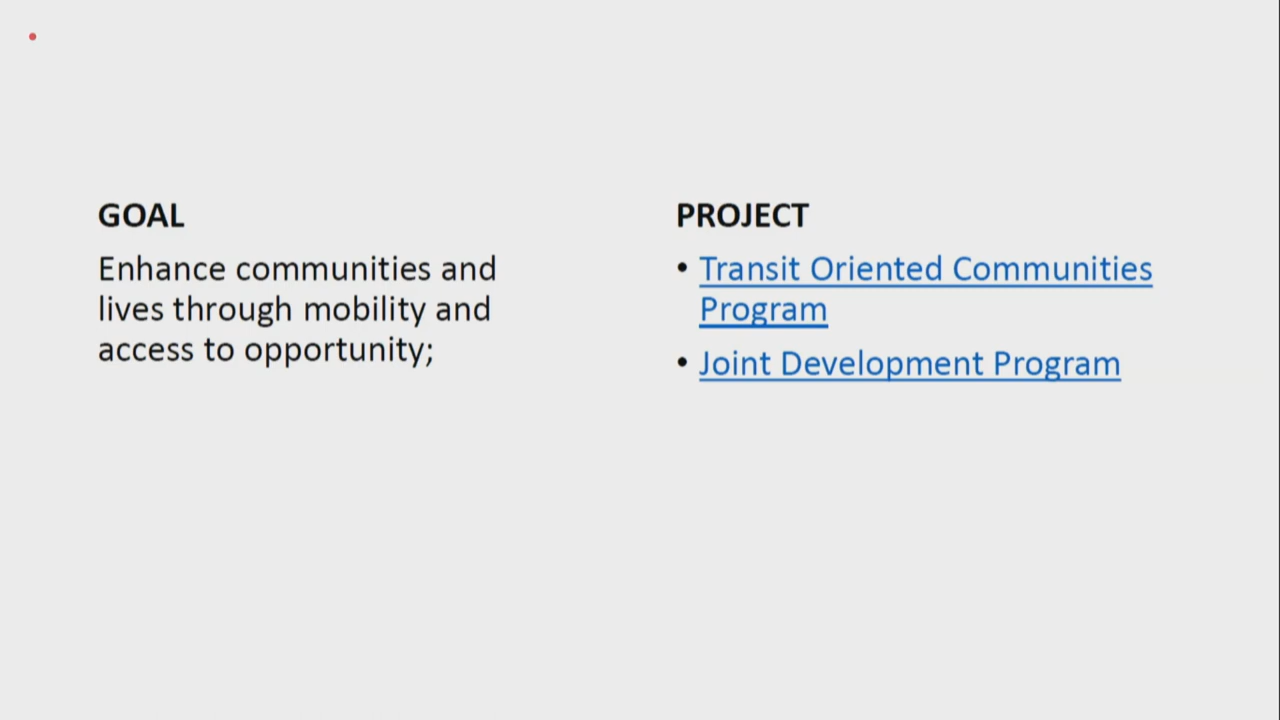 GOAL
Enhance communities and
lives through mobility and
access to opportunity;
PROJECT
• Transit Oriented Communities
Program
• Joint Development Program